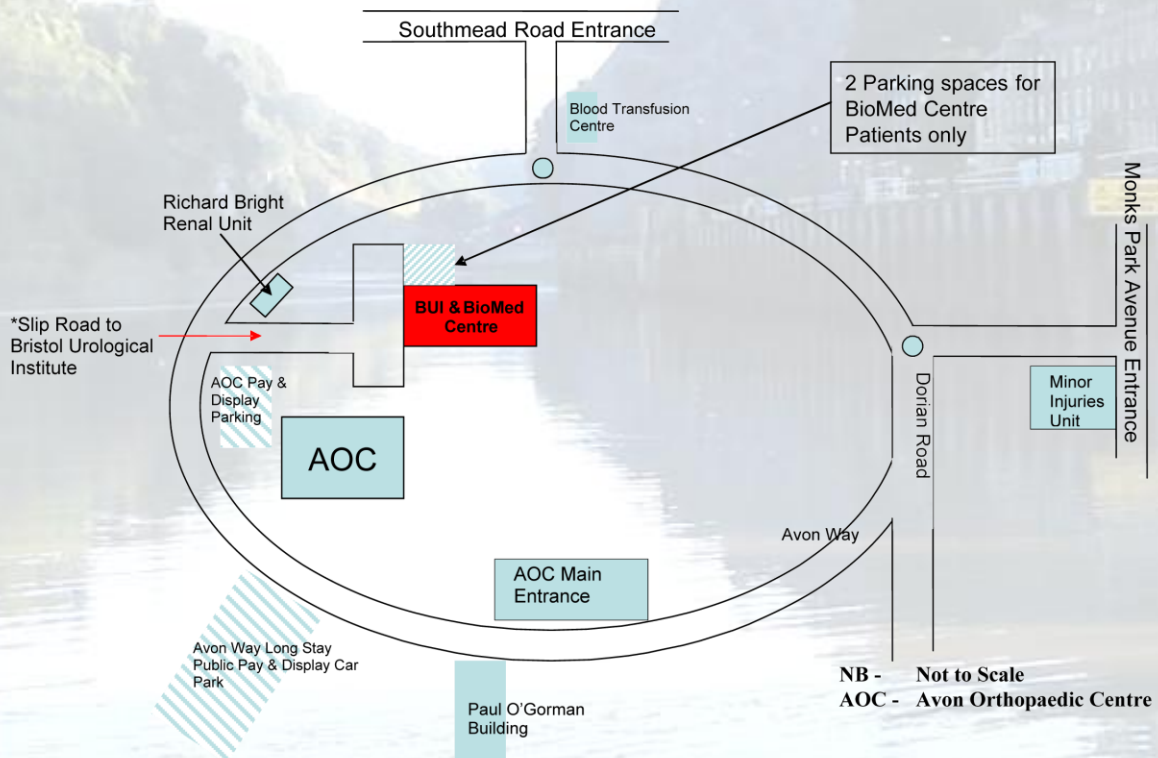 Southmead Road Entrance
2 Parking spaces for
BioMed Centre
Patients only
Blood Transfusion
Centre
Monks Park Avenue Entrance
Richard Bright
Renal Unit
BUI & BioMed
Centre
*Slip Road to
Bristol Urological
Institute
AOC Pay &
Display
Parking
Dorian Road
Minor
Injuries
Unit
AOC
Avon Way
AOC Main
Entrance
Avon Way Long Stay
Public Pay & Display Car
Park
Paul O'Gorman
Building
NB - Not to Scale
AOC - Avon Orthopaedic Centre